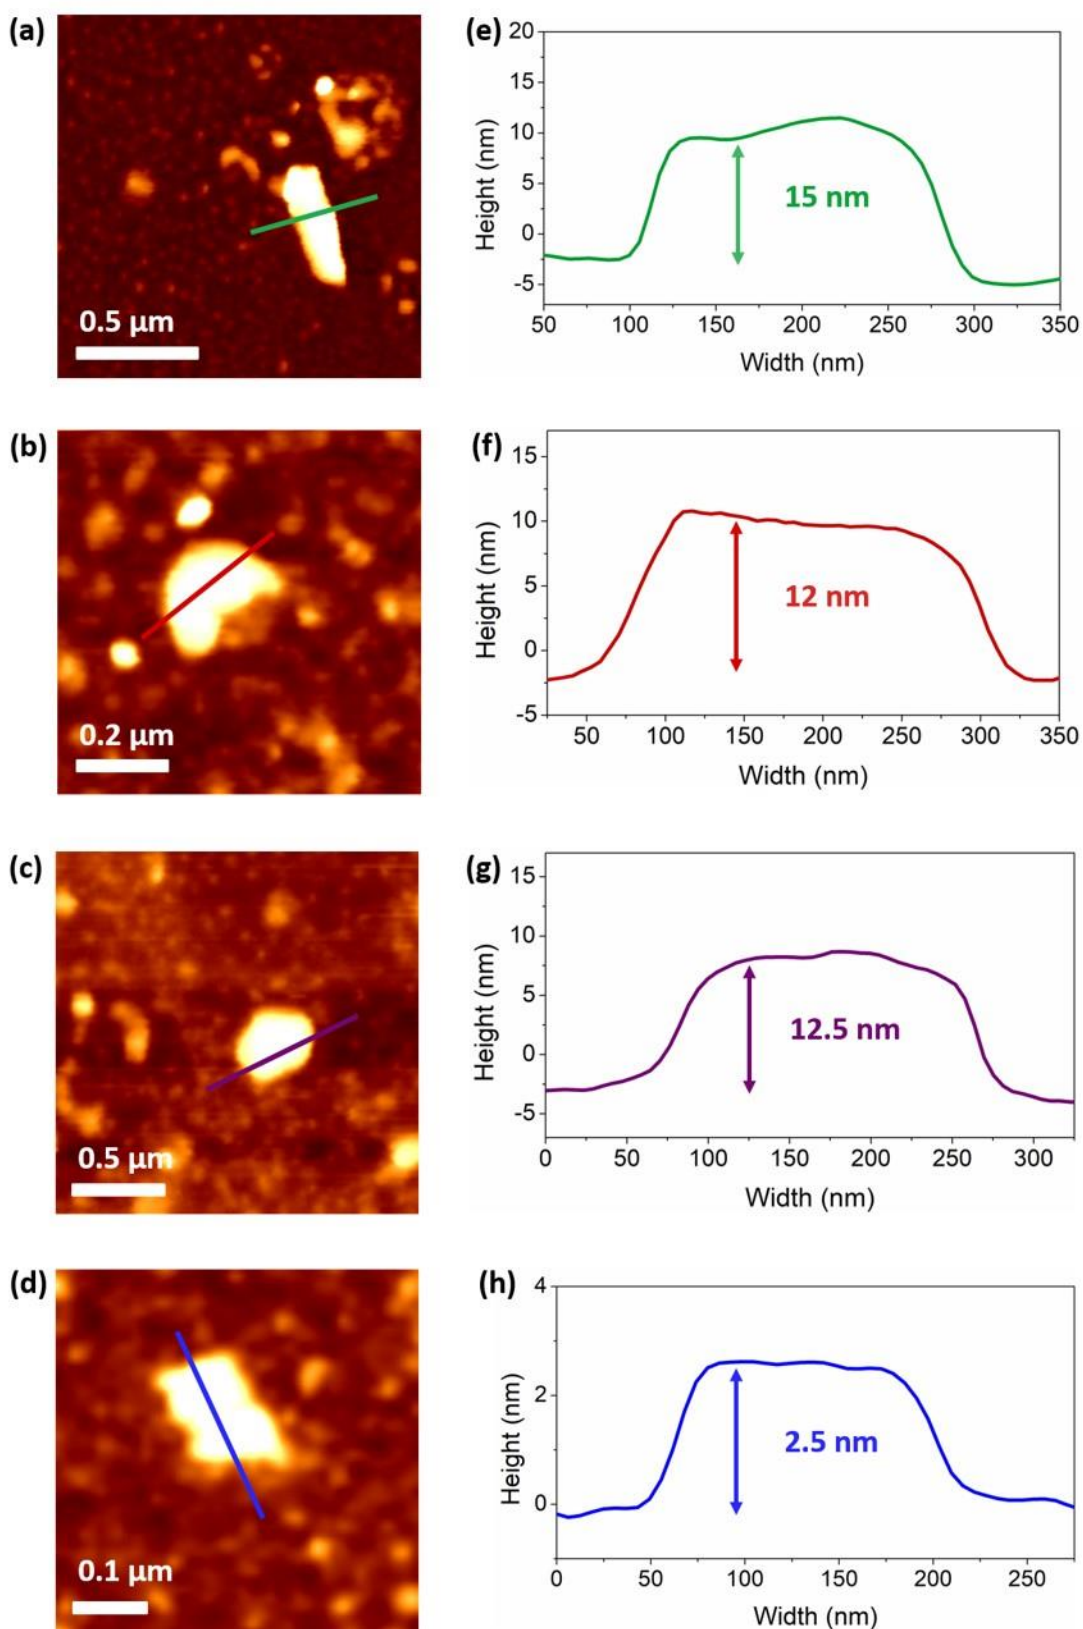 (a)
0.5 µm
(e)
20
15
10
5
0
-5
Height (nm)
15 nm
50 100 150 200 250 300 350
Width (nm)
(b)
0.2 µm
(f)
15
10
5
0
-5
Height (nm)
12 nm
50 100 150 200 250 300 350
Width (nm)
(c)
0.5 µm
(g)
15
10
5
0
-5
Height (nm)
12.5 nm
0 50 100 150 200 250 300
Width (nm)
(d)
0.1 µm
(h)
4
2
0
Height (nm)
2.5 nm
0 50 100 150 200 250
Width (nm)